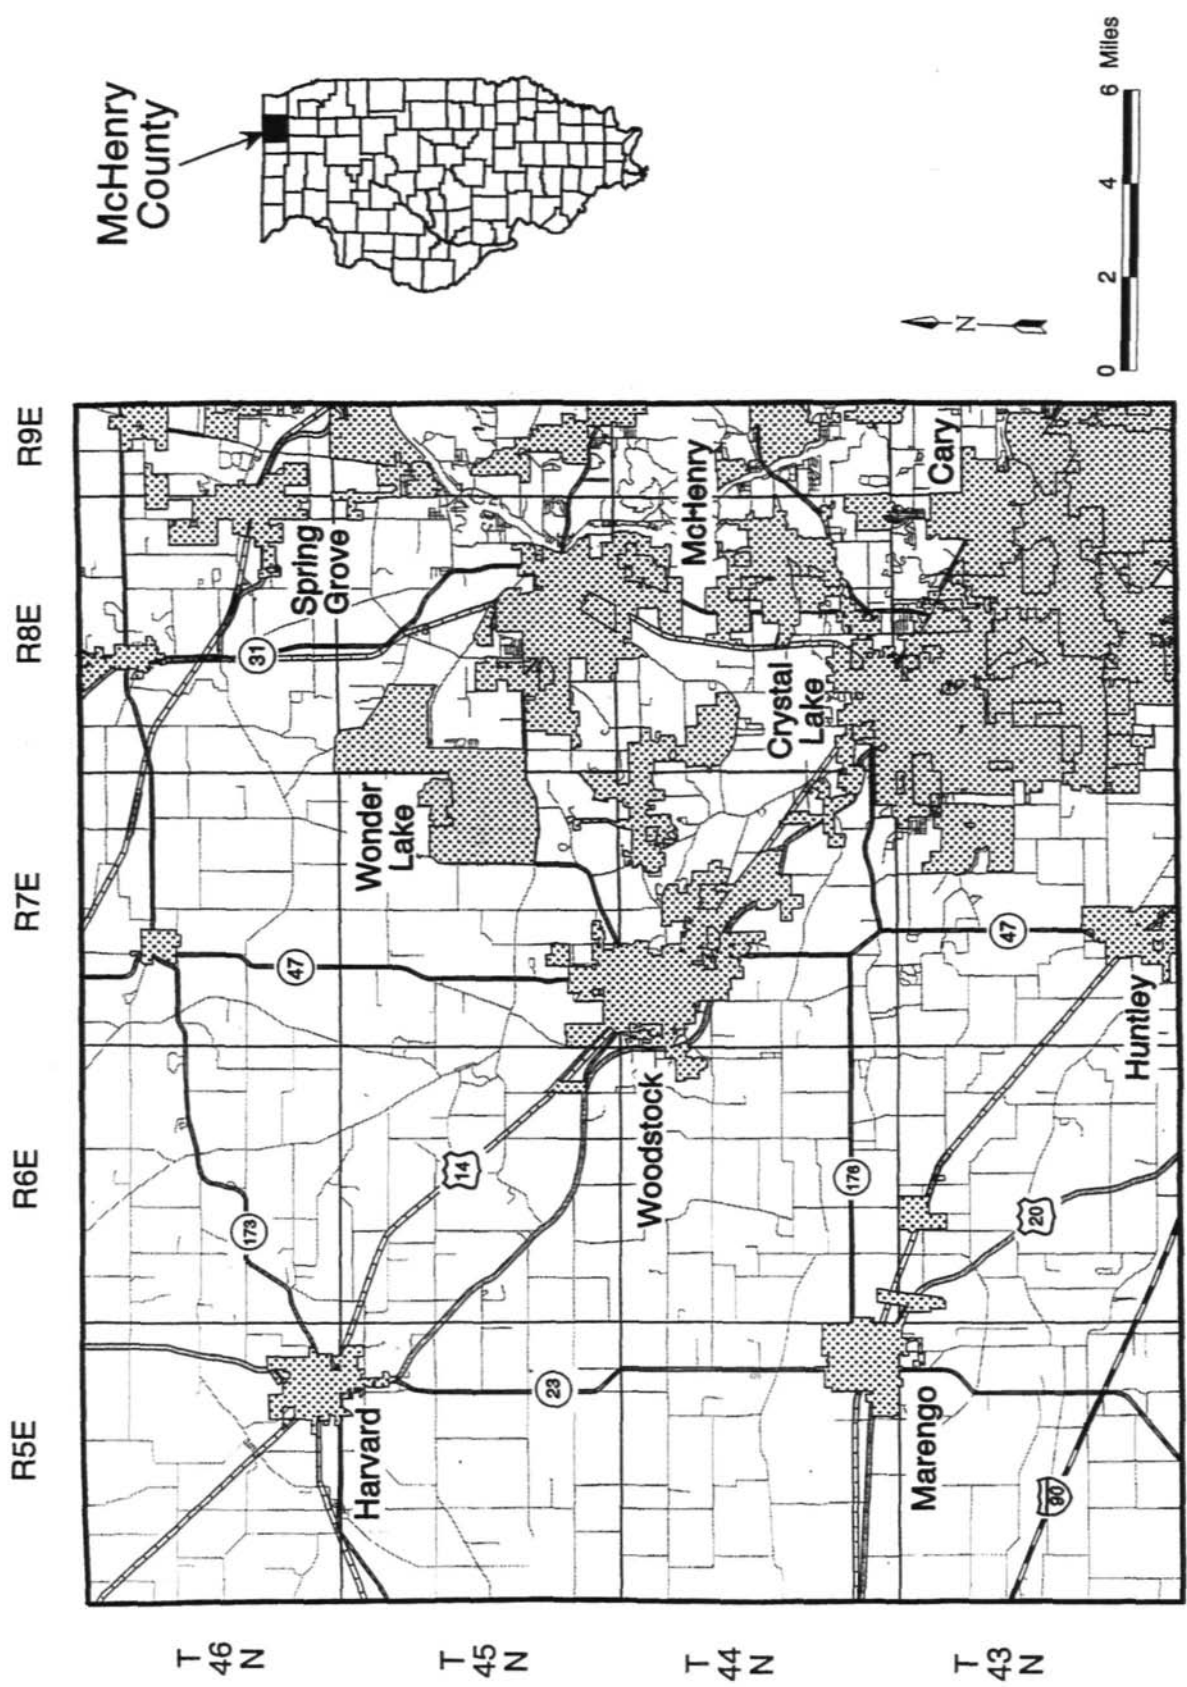 McHenry
County
0 2 4 6 Miles
N
R5E R6E R7E R8E R9E
T
46
N
T
45
N
T
44
N
T
43
N
Harvard
173
47
31
Spring
Grove
Wonder
Lake
14
23
Woodstock
McHenry
Crystal
Lake
176
Cary
Marengo
20
47
Huntley
90